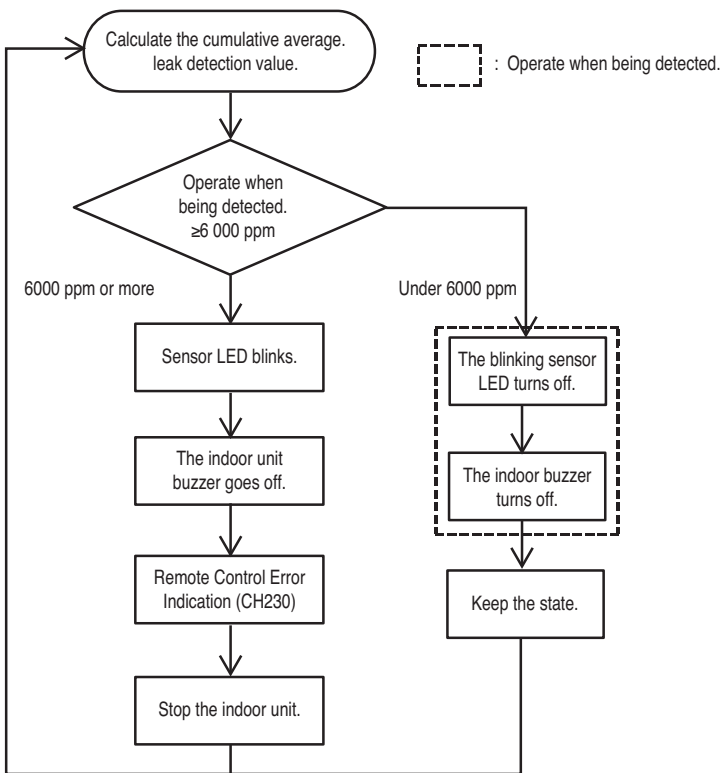 Calculate the cumulative average.
leak detection value.
: Operate when being detected.
Operate when
being detected.
≥6 000 ppm
6000 ppm or more
Under 6000 ppm
Sensor LED blinks.
The blinking sensor
LED turns off.
The indoor unit
buzzer goes off.
The indoor buzzer
turns off.
Remote Control Error
Indication (CH230)
Keep the state.
Stop the indoor unit.